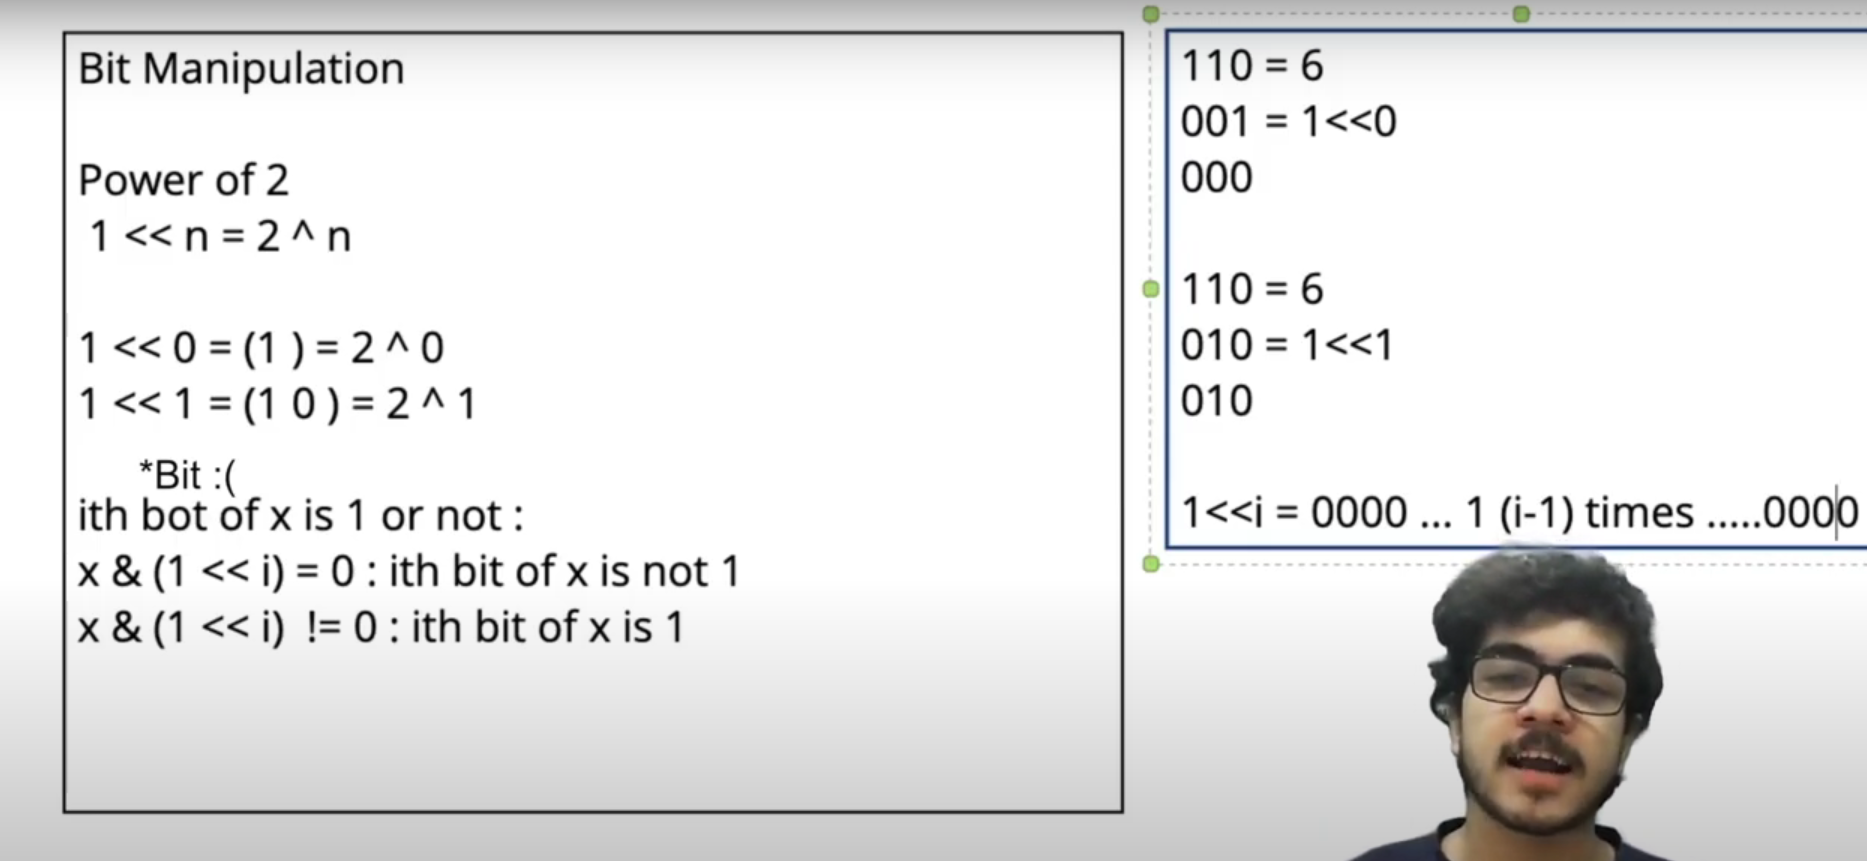 Bit Manipulation
Power of 2
1 << n = 2 ^ n
1 << 0 = (1 ) = 2 ^ 0
1 << 1 = (1 0 ) = 2 ^ 1
*Bit :(
ith bot of x is 1 or not :
x & (1 << i) = 0 : ith bit of x is not 1
x & (1 << i)  != 0 : ith bit of x is 1
110 = 6
001 = 1<<0
000
110 = 6
010 = 1<<1
010
1<<i = 0000 ... 1 (i-1) times .....0000